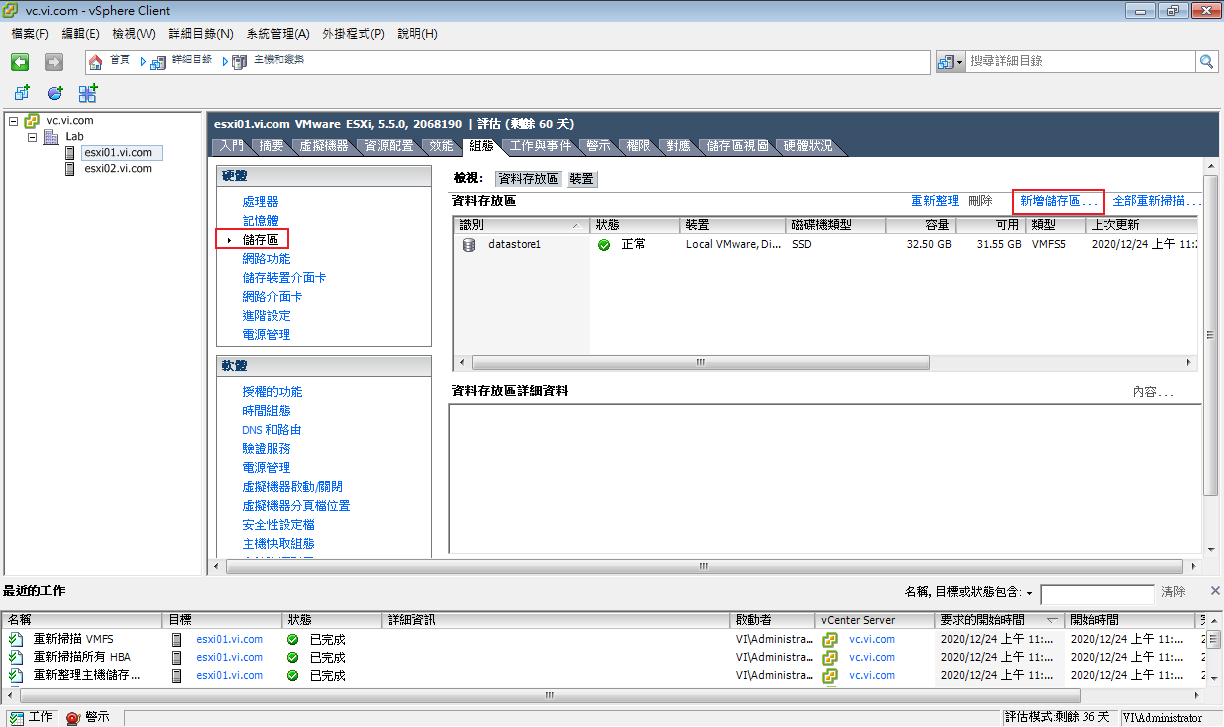 vc.vi.com - vSphere Client
檔案(F) 編輯(E) 檢視(W) 詳細目錄(N) 系統管理(A) 外掛程式(P) 說明(H)
首頁 詳細目錄 主機和叢集 搜尋詳細目錄
vc.vi.com
Lab
esxi01.vi.com
esxi02.vi.com
esxi01.vi.com VMware ESXi, 5.5.0, 2068190 | 評估 (剩餘 60 天)
入門 摘要 虛擬機器 資源配置 效能 組態 工作與事件 警示 權限 對應 儲存區視圖 硬體狀況
硬體
處理器
記憶體
儲存區
網路功能
儲存裝置介面卡
網路介面卡
進階設定
電源管理
軟體
授權的功能
時間組態
DNS 和路由
驗證服務
電源管理
虛擬機器啟動/關閉
虛擬機器分頁檔位置
安全性設定檔
主機快取組態
檢視: 資料存放區 裝置
資料存放區 重新整理 刪除 新增儲存區... 全部重新掃描...
識別 狀態 裝置 磁碟機類型 容量 可用 類型 上次更新
datastore1 正常 Local VMware, Di... SSD 32.50 GB 31.55 GB VMFS5 2020/12/24 上午 11:2
資料存放區詳細資料 內容...
最近的工作 名稱, 目標或狀態包含: 清除
名稱 目標 狀態 詳細資訊 啟動者 vCenter Server 要求的開始時間 開始時間
重新掃描 VMFS esxi01.vi.com 已完成 VI\Administra... vc.vi.com 2020/12/24 上午 11:... 2020/12/24 上午 11:... 2
重新掃描所有 HBA esxi01.vi.com 已完成 VI\Administra... vc.vi.com 2020/12/24 上午 11:... 2020/12/24 上午 11:... 2
重新整理主機儲存... esxi01.vi.com 已完成 VI\Administra... vc.vi.com 2020/12/24 上午 11:... 2020/12/24 上午 11:... 2
工作 警示 評估模式:剩餘 36 天 VI\Administrator